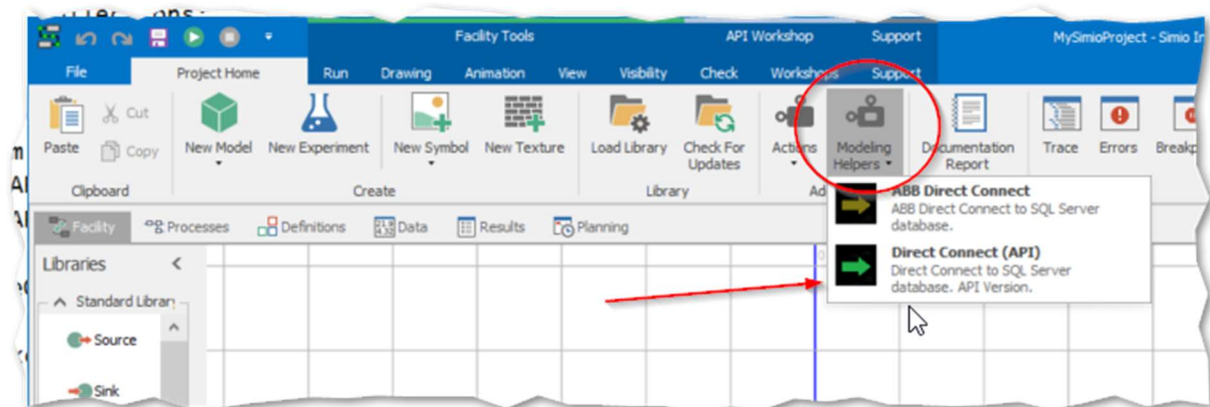 Facility Tools API Workshop Support MySimioProject - Simio In
File Project Home Run Drawing Animation View Visibility Check Workshops Support
Paste Cut Copy
New Model New Experiment New Symbol New Texture
Load Library Check For Updates
Actions Modeling Helpers
Documentation Report
Trace Errors Breakp
Clipboard Create Library Ad
ABB Direct Connect
ABB Direct Connect to SQL Server
database.
Direct Connect (API)
Direct Connect to SQL Server
database. API Version.
Facility Processes Definitions Data Results Planning
Libraries
Standard Library
Source
Sink